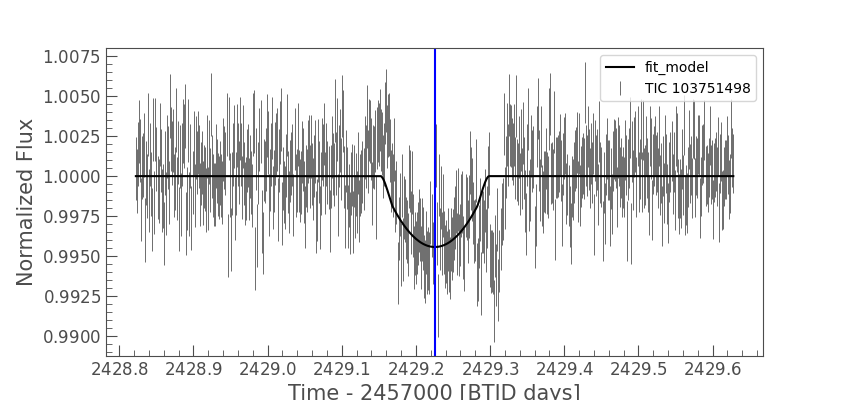 1.0075
1.0050
1.0025
1.0000
0.9975
0.9950
0.9925
0.9900
Normalized Flux
fit_model
TIC 103751498
2428.8 2428.9 2429.0 2429.1 2429.2 2429.3 2429.4 2429.5 2429.6
Time - 2457000 [BTJD days]